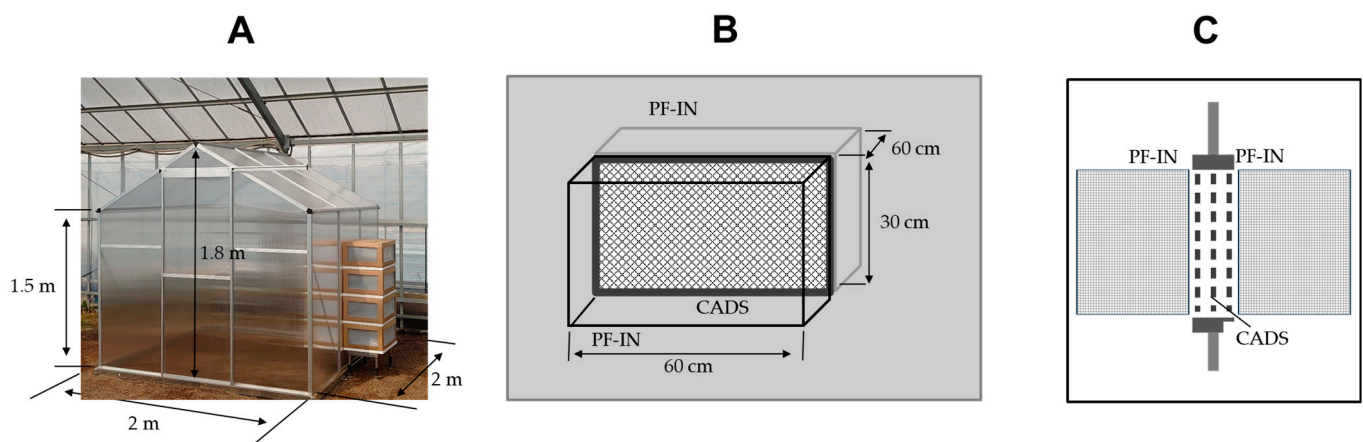 A
B
C
1.5 m
1.8 m
2 m
2 m
PF-IN
60 cm
30 cm
CADS
PF-IN
60 cm
PF-IN
PF-IN
CADS